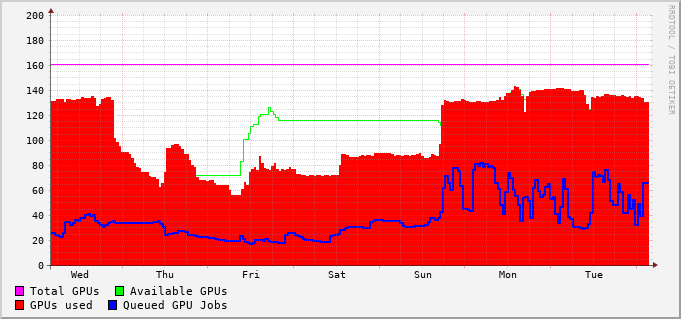 200
180
160
140
120
100
80
60
40
20
0
Wed Thu Fri Sat Sun Mon Tue
Total GPUs Available GPUs
GPUs used Queued GPU Jobs
RRDTOOL / TOBI OETIKER